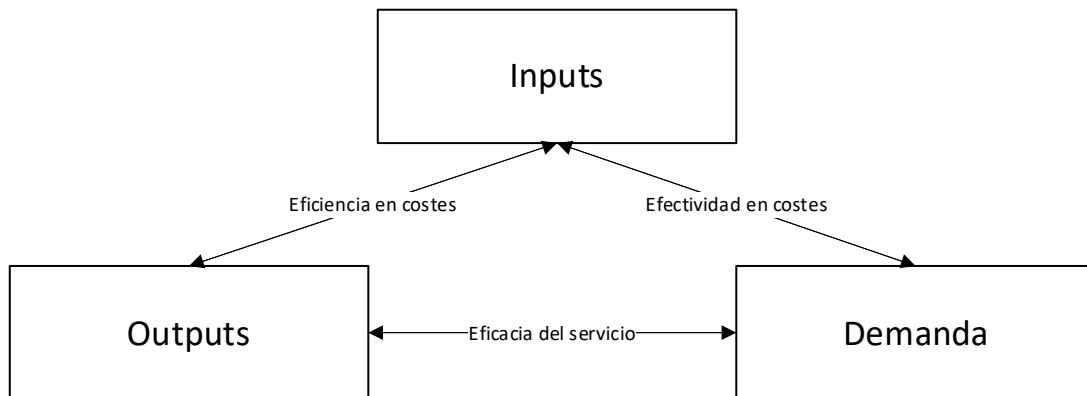 Inputs
Eficiencia en costes
Efectividad en costes
Outputs
Eficacia del servicio
Demanda